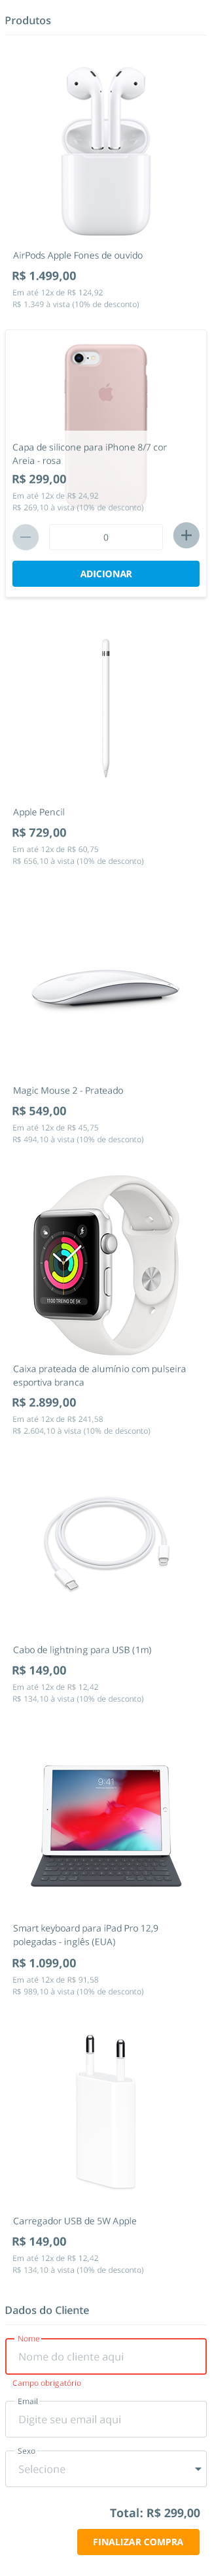 Produtos
AirPods Apple Fones de ouvido
R$ 1.499,00
Em até 12x de R$ 124,92
R$ 1.349 à vista (10% de desconto)
Capa de silicone para iPhone 8/7 cor
Areia - rosa
R$ 299,00
Em até 12x de R$ 24,92
R$ 269,10 à vista (10% de desconto)
0
ADICIONAR
Apple Pencil
R$ 729,00
Em até 12x de R$ 60,75
R$ 656,10 à vista (10% de desconto)
Magic Mouse 2 - Prateado
R$ 549,00
Em até 12x de R$ 45,75
R$ 494,10 à vista (10% de desconto)
Caixa prateada de alumínio com pulseira
esportiva branca
R$ 2.899,00
Em até 12x de R$ 241,58
R$ 2.604,10 à vista (10% de desconto)
Cabo de lightning para USB (1m)
R$ 149,00
Em até 12x de R$ 12,42
R$ 134,10 à vista (10% de desconto)
9:41
Smart keyboard para iPad Pro 12,9
polegadas - inglês (EUA)
R$ 1.099,00
Em até 12x de R$ 91,58
R$ 989,10 à vista (10% de desconto)
Carregador USB de 5W Apple
R$ 149,00
Em até 12x de R$ 12,42
R$ 134,10 à vista (10% de desconto)
Dados do Cliente
Nome
Nome do cliente aqui
Campo obrigatório
Email
Digite seu email aqui
Sexo
Selecione
Total: R$ 299,00
FINALIZAR COMPRA